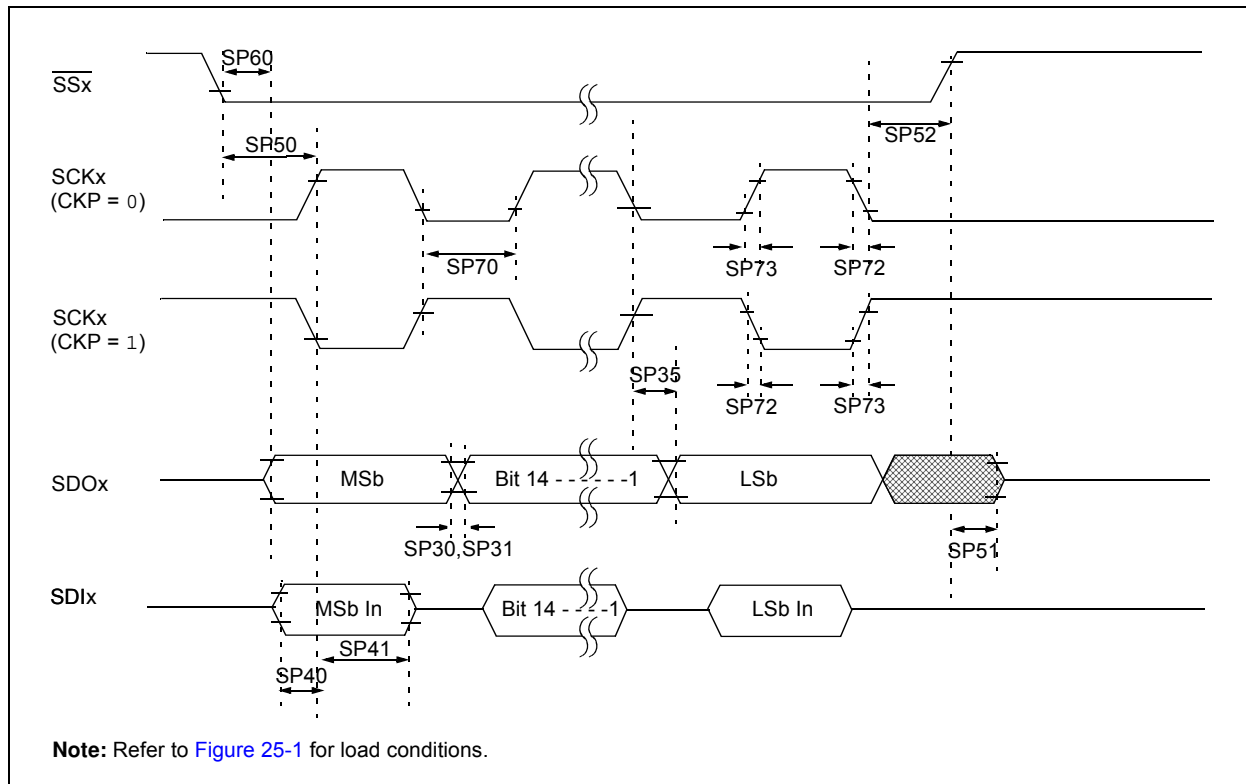 SP60
SSx
SP50
SP52
SCKx
(CKP = 0)
SP70
SP73
SP72
SCKx
(CKP = 1)
SP35
SP72
SP73
SDOx
MSb
Bit 14 - - - - - -1
LSb
SP30,SP31
SP51
SDIx
MSb In
Bit 14 - - - -1
LSb In
SP41
SP40
Note: Refer to Figure 25-1 for load conditions.